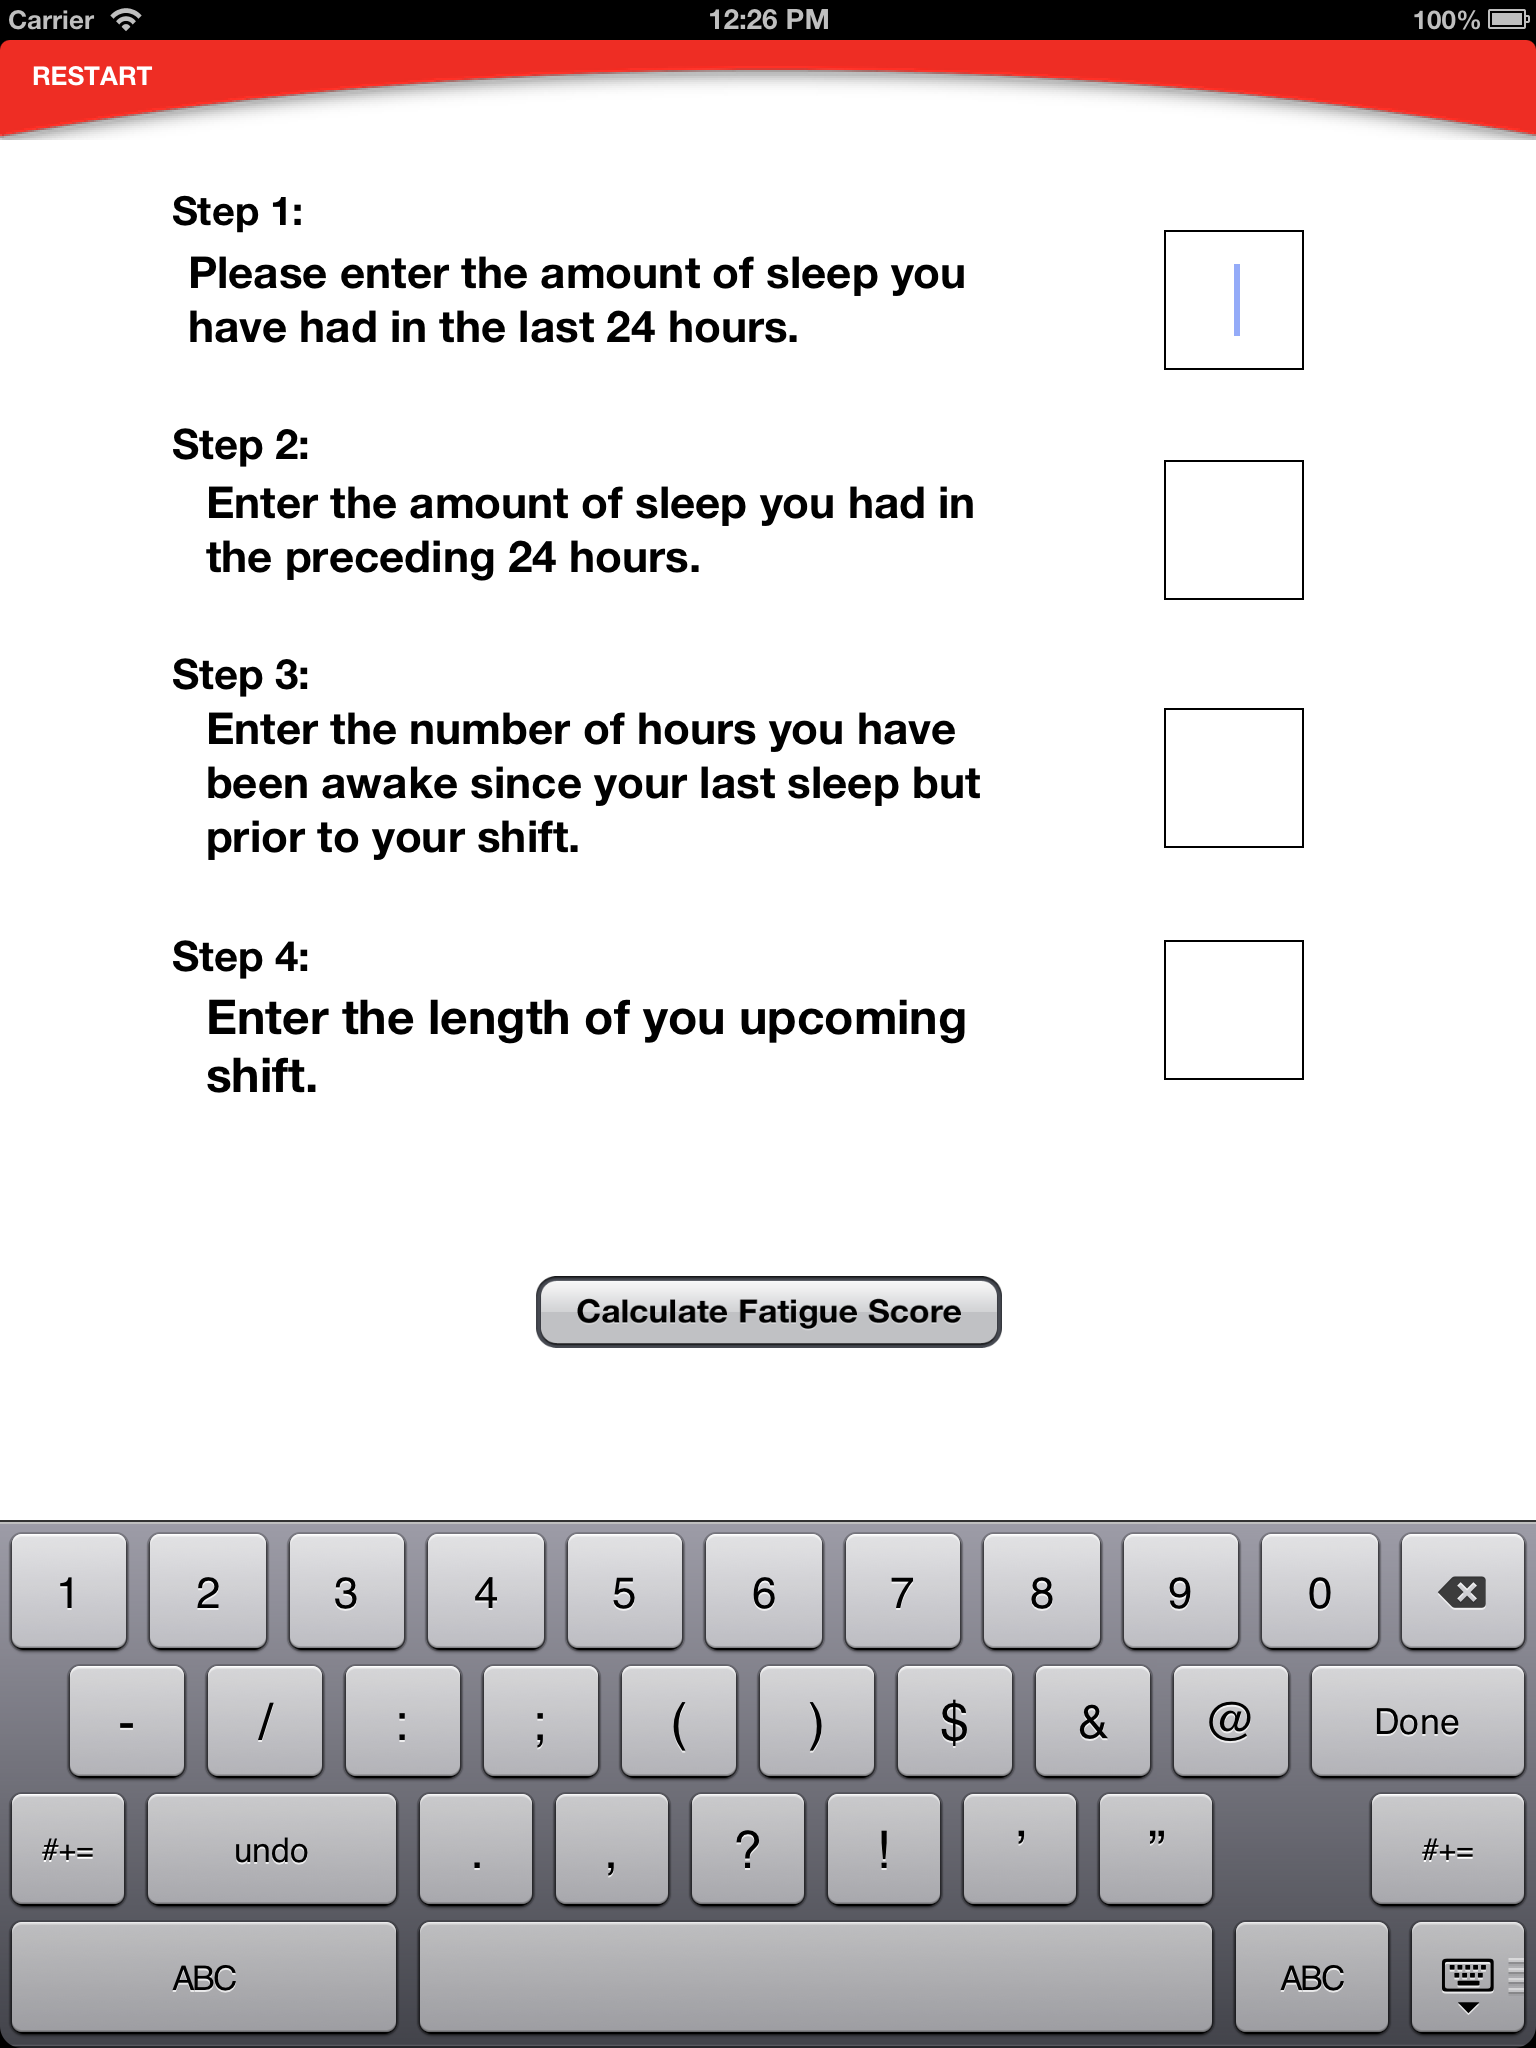 Carrier 12:26 PM 100%
RESTART
Step 1:
Please enter the amount of sleep you
have had in the last 24 hours.
Step 2:
Enter the amount of sleep you had in
the preceding 24 hours.
Step 3:
Enter the number of hours you have
been awake since your last sleep but
prior to your shift.
Step 4:
Enter the length of you upcoming
shift.
Calculate Fatigue Score
1 2 3 4 5 6 7 8 9 0
- / : ; ( ) $ & @ Done
#+= undo . , ? ! ’ ” #+=
ABC ABC